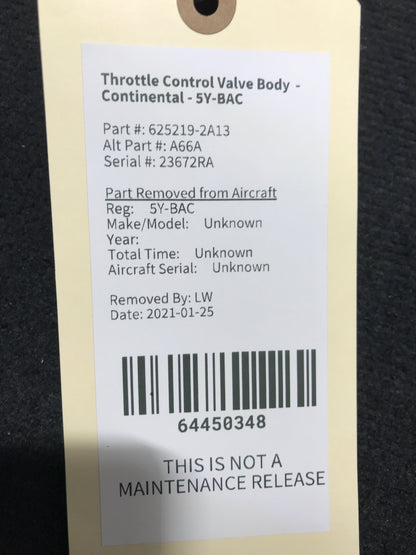 Throttle Control Valve Body -
Continental - 5Y-BAC
Part #: 625219-2A13
Alt Part #: A66A
Serial #: 23672RA
Part Removed from Aircraft
Reg: 5Y-BAC
Make/Model: Unknown
Year:
Total Time: Unknown
Aircraft Serial: Unknown
Removed By: LW
Date: 2021-01-25
64450348
THIS IS NOT A
MAINTENANCE RELEASE